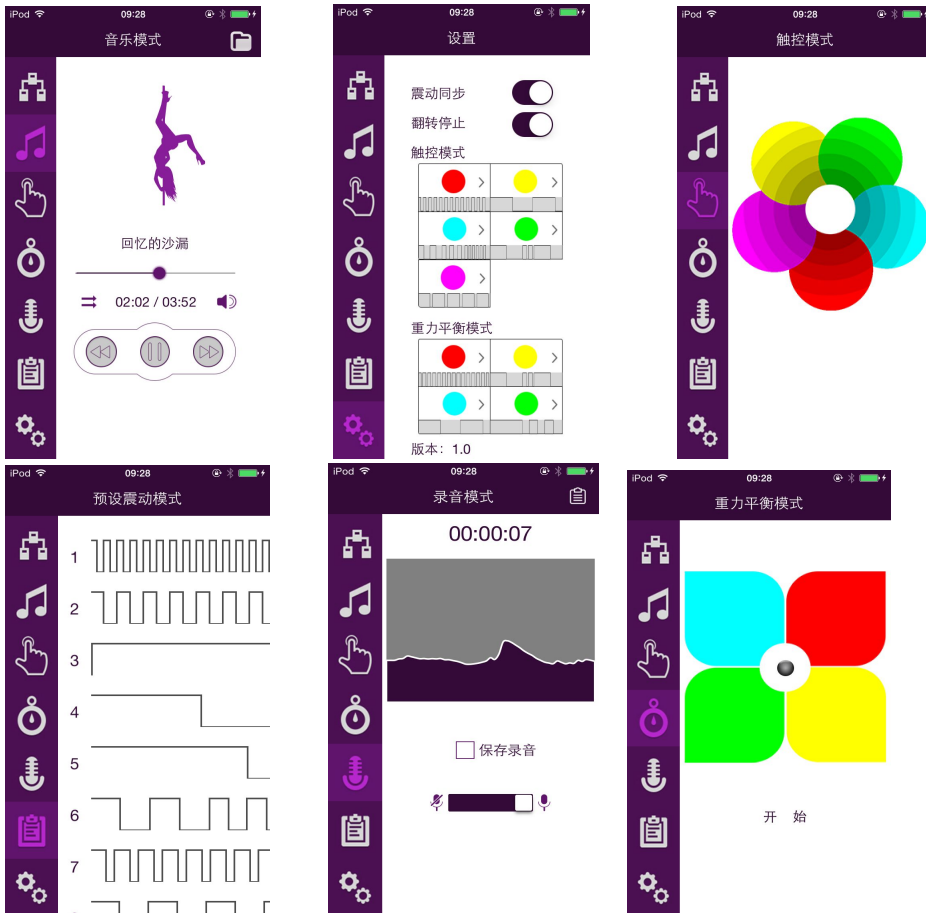 iPod 09:28
音乐模式
回忆的沙漏
02:02 / 03:52
iPod 09:28
设置
震动同步
翻转停止
触控模式
重力平衡模式
版本：1.0
iPod 09:28
触控模式
iPod 09:28
预设震动模式
1
2
3
4
5
6
7
iPod 09:28
录音模式
00:00:07
保存录音
iPod 09:28
重力平衡模式
开 始